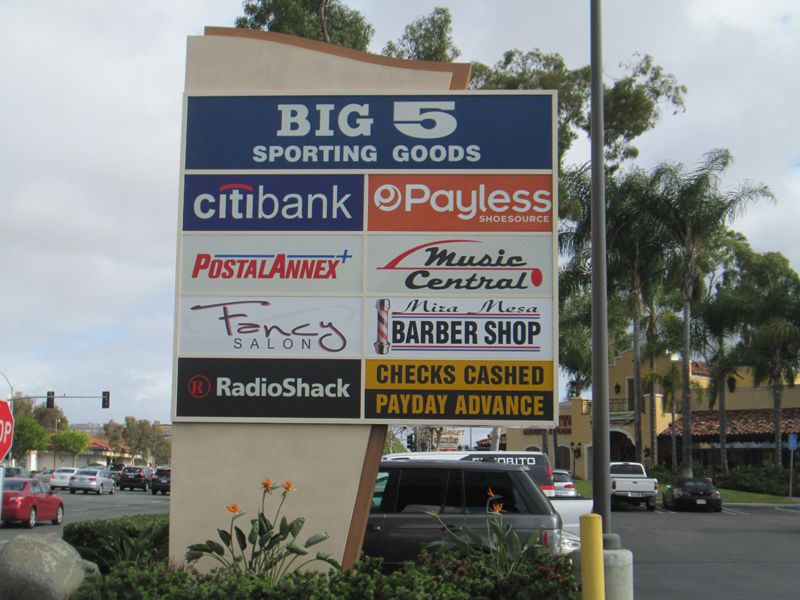 BIG 5
SPORTING GOODS
citibank
Payless
SHOESOURCE
POSTALANNEX+
Music
Central
Fancy
SALON
Mira Mesa
BARBER SHOP
R RadioShack
CHECKS CASHED
PAYDAY ADVANCE
OP